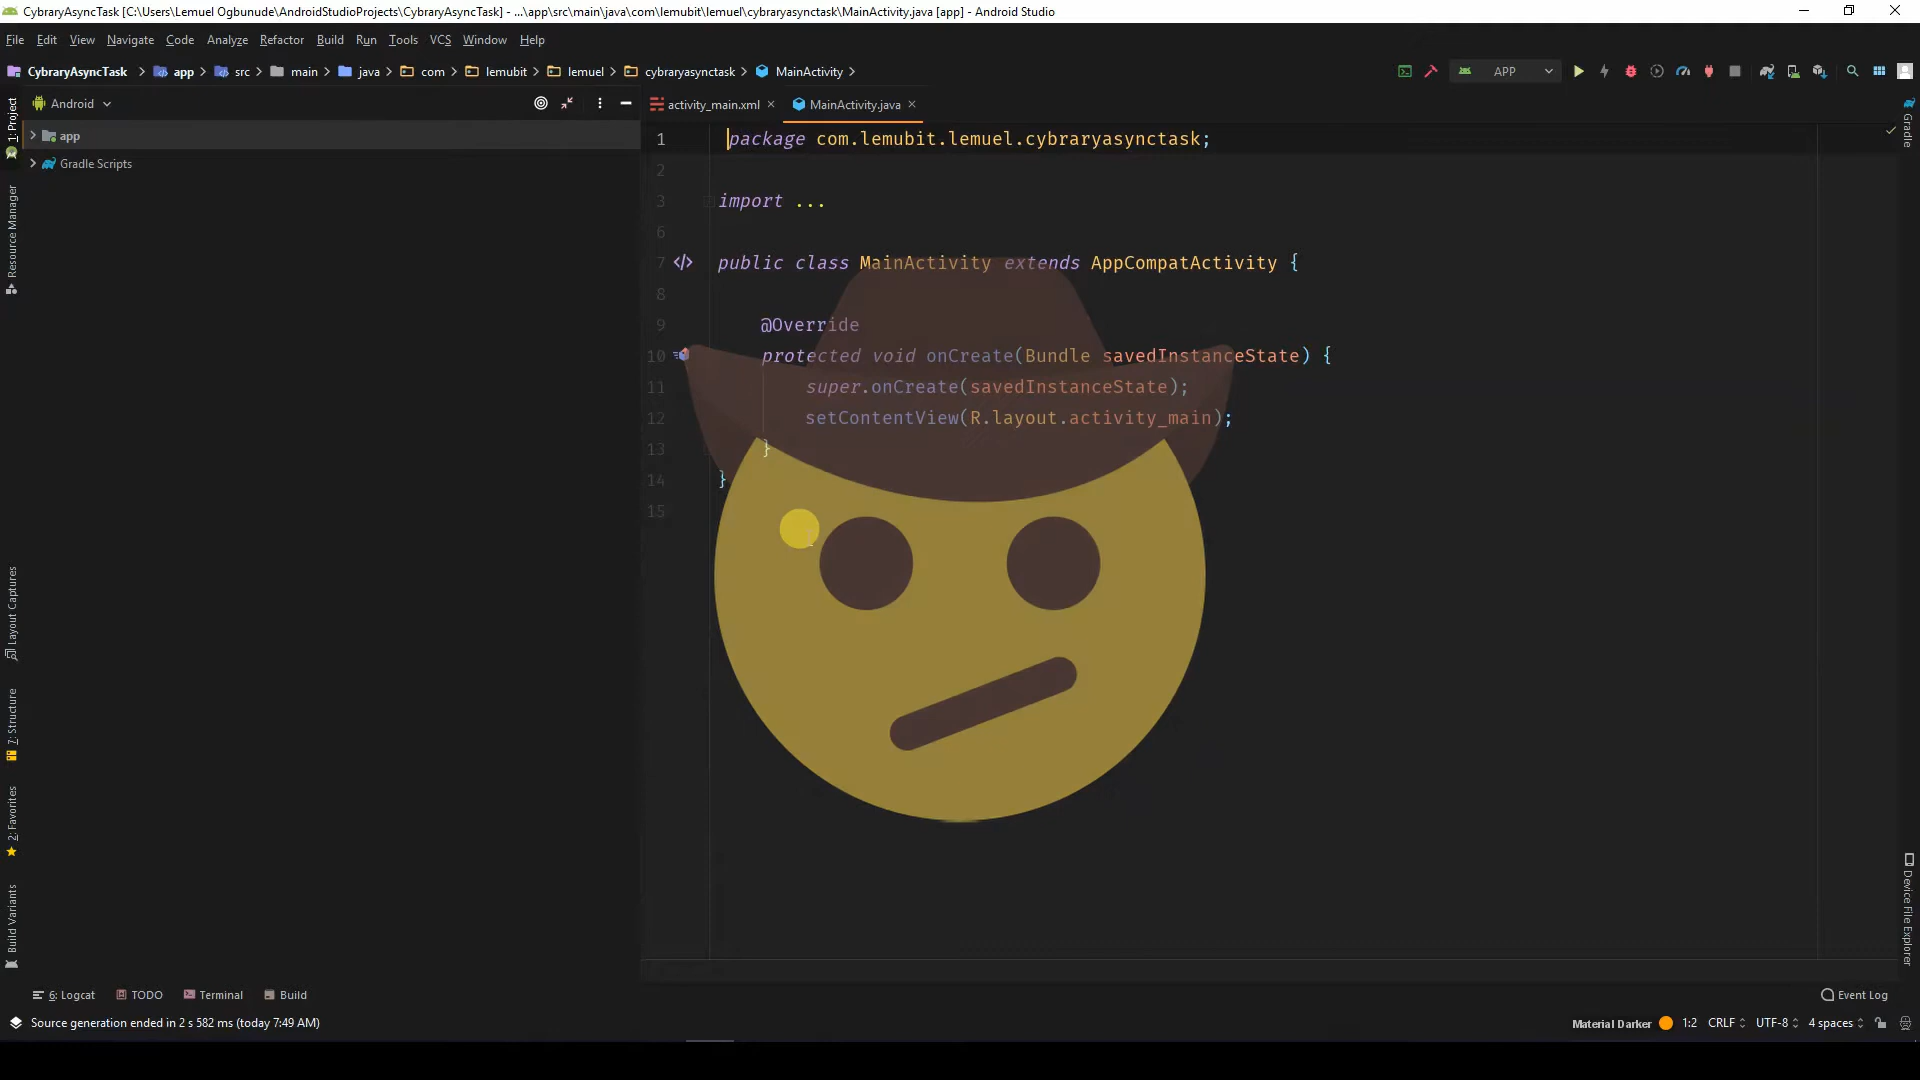 CybraryAsyncTask [C:\Users\Lemuel Ogbunude\AndroidStudioProjects\CybraryAsyncTask] - ...\app\src\main\java\com\lemubit\lemuel\cybraryasynctask\MainActivity.java [app] - Android Studio
File Edit View Navigate Code Analyze Refactor Build Run Tools VCS Window Help
CybraryAsyncTask app src main java com lemubit lemuel cybraryasynctask MainActivity
APP
Android
activity_main.xml MainActivity.java
app
Gradle Scripts
1: Project
Resource Manager
Layout Captures
7: Structure
2: Favorites
Build Variants
1 package com.lemubit.lemuel.cybraryasynctask;
2
3 import ...
6
7 public class MainActivity extends AppCompatActivity {
8
9 @Override
10 protected void onCreate(Bundle savedInstanceState) {
11 super.onCreate(savedInstanceState);
12 setContentView(R.layout.activity_main);
13 }
14 }
15
Gradle
Device File Explorer
6: Logcat TODO Terminal Build
Event Log
Source generation ended in 2 s 582 ms (today 7:49 AM)
Material Darker 1:2 CRLF UTF-8 4 spaces